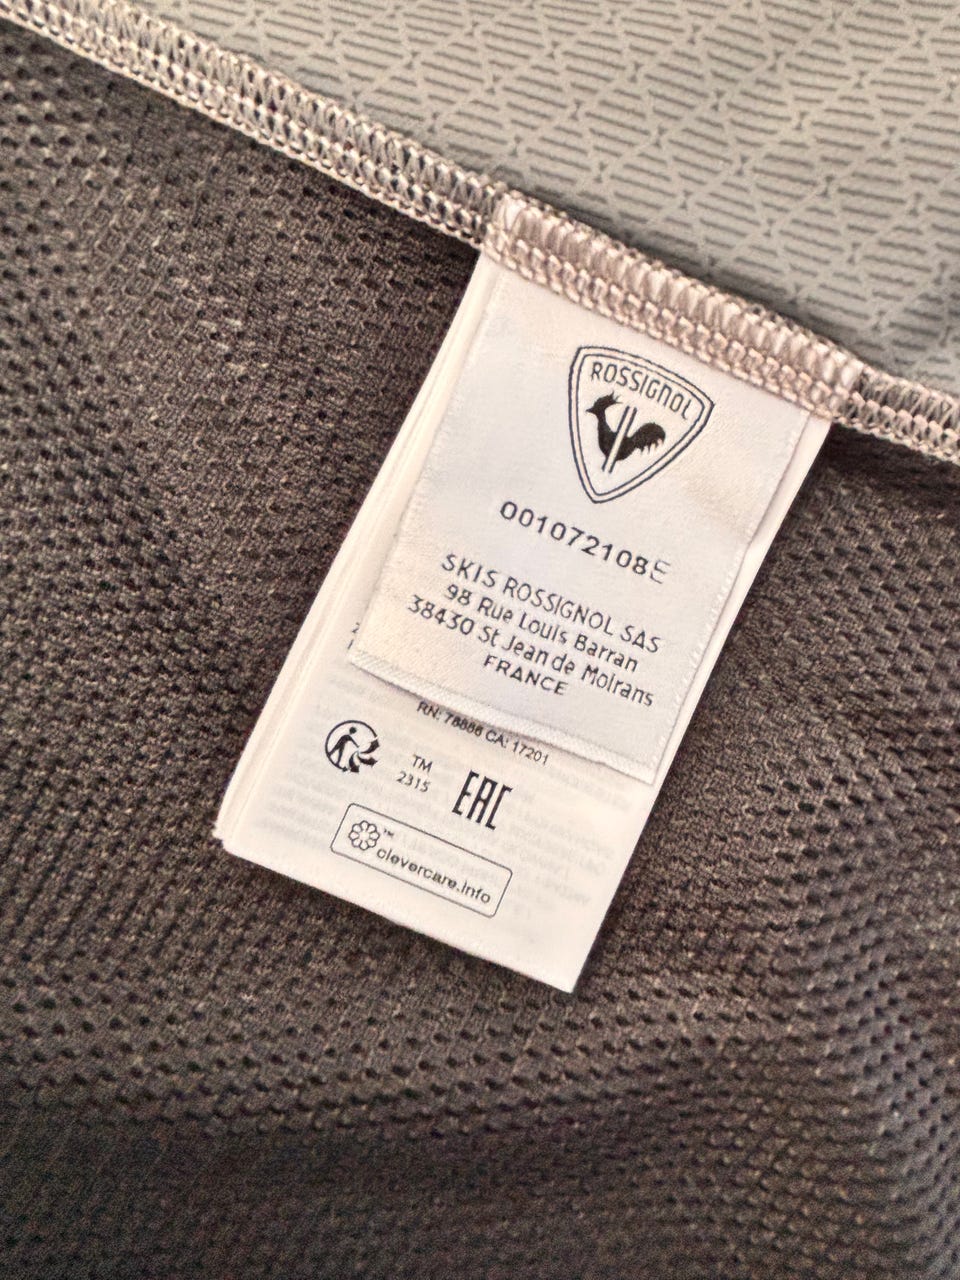 ROSSIGNOL
001072108E
SKIS ROSSIGNOL SAS
98 Rue Louis Barran
38430 St Jean de Moirans
FRANCE
RN: 78886 CA: 17201
TM
2315
EAC
™
clevercare.info